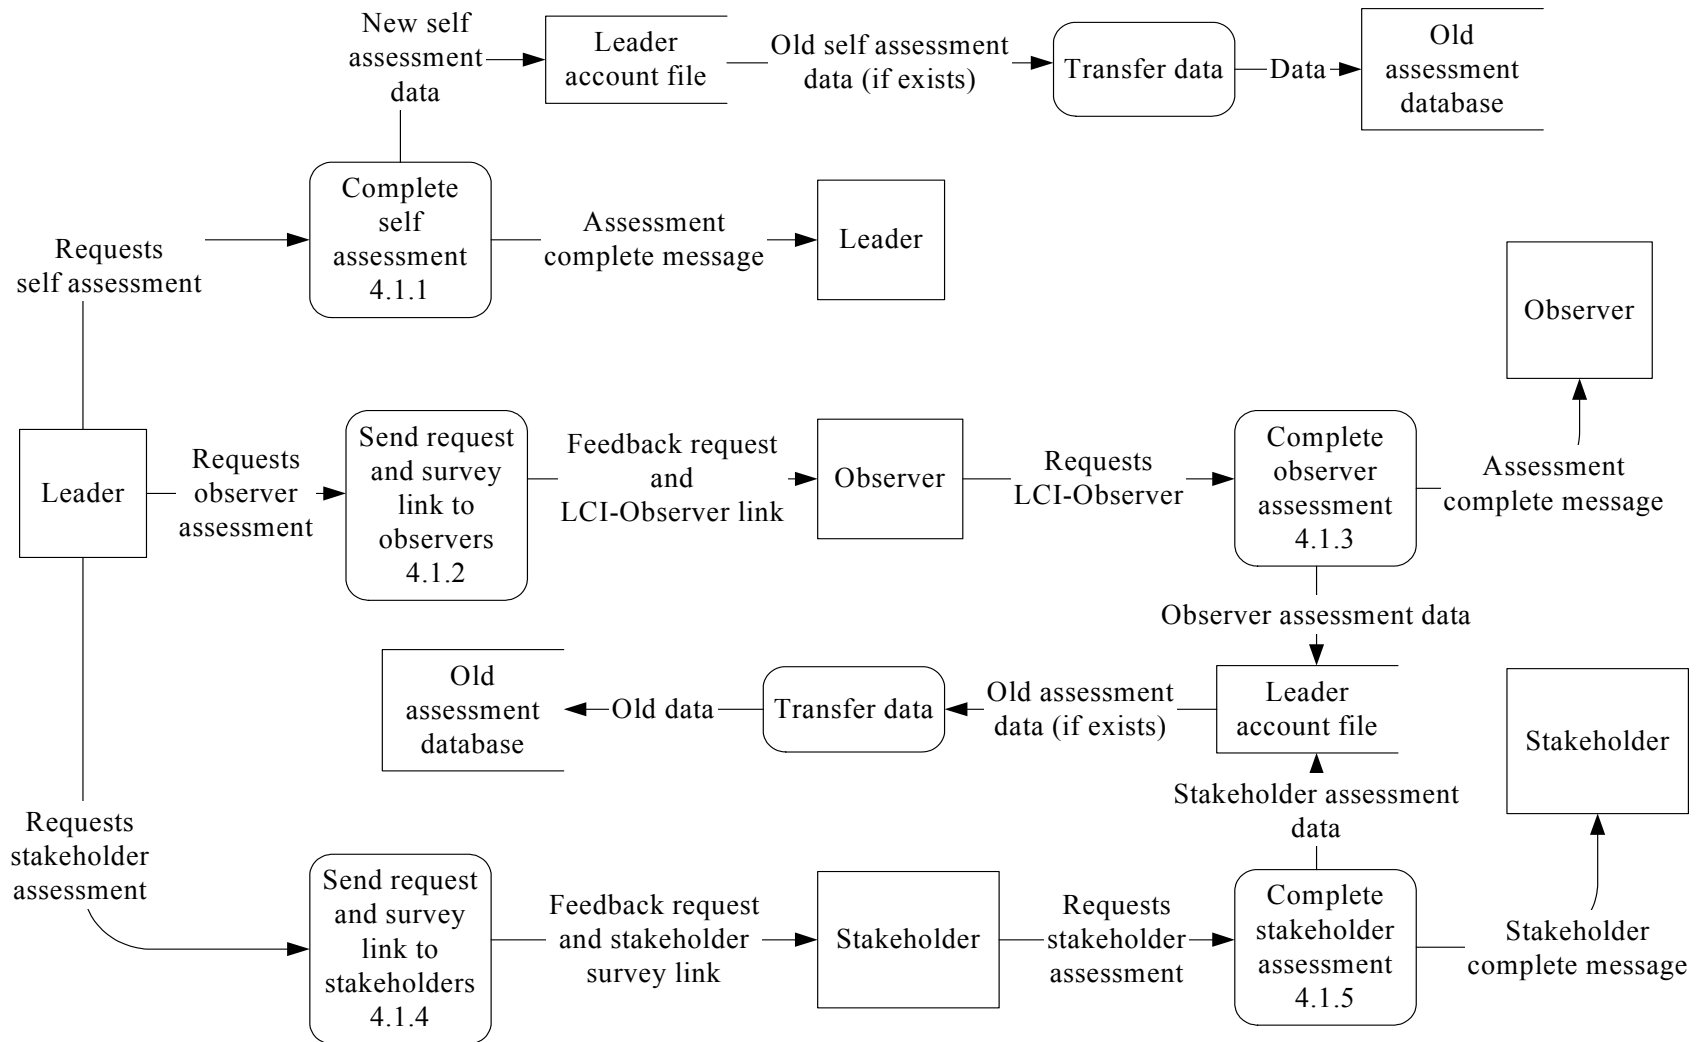 New self
assessment
data
Leader
account file
Old self assessment
data (if exists)
Transfer data
Data
Old
assessment
database
Requests
self assessment
Complete
self
assessment
4.1.1
Assessment
complete message
Leader
Observer
Leader
Requests
observer
assessment
Send request
and survey
link to
observers
4.1.2
Feedback request
and
LCI-Observer link
Observer
Requests
LCI-Observer
Complete
observer
assessment
4.1.3
Assessment
complete message
Observer assessment data
Old
assessment
database
Old data
Transfer data
Old assessment
data (if exists)
Leader
account file
Stakeholder
Stakeholder assessment
data
Requests
stakeholder
assessment
Send request
and survey
link to
stakeholders
4.1.4
Feedback request
and stakeholder
survey link
Stakeholder
Requests
stakeholder
assessment
Complete
stakeholder
assessment
4.1.5
Stakeholder
complete message